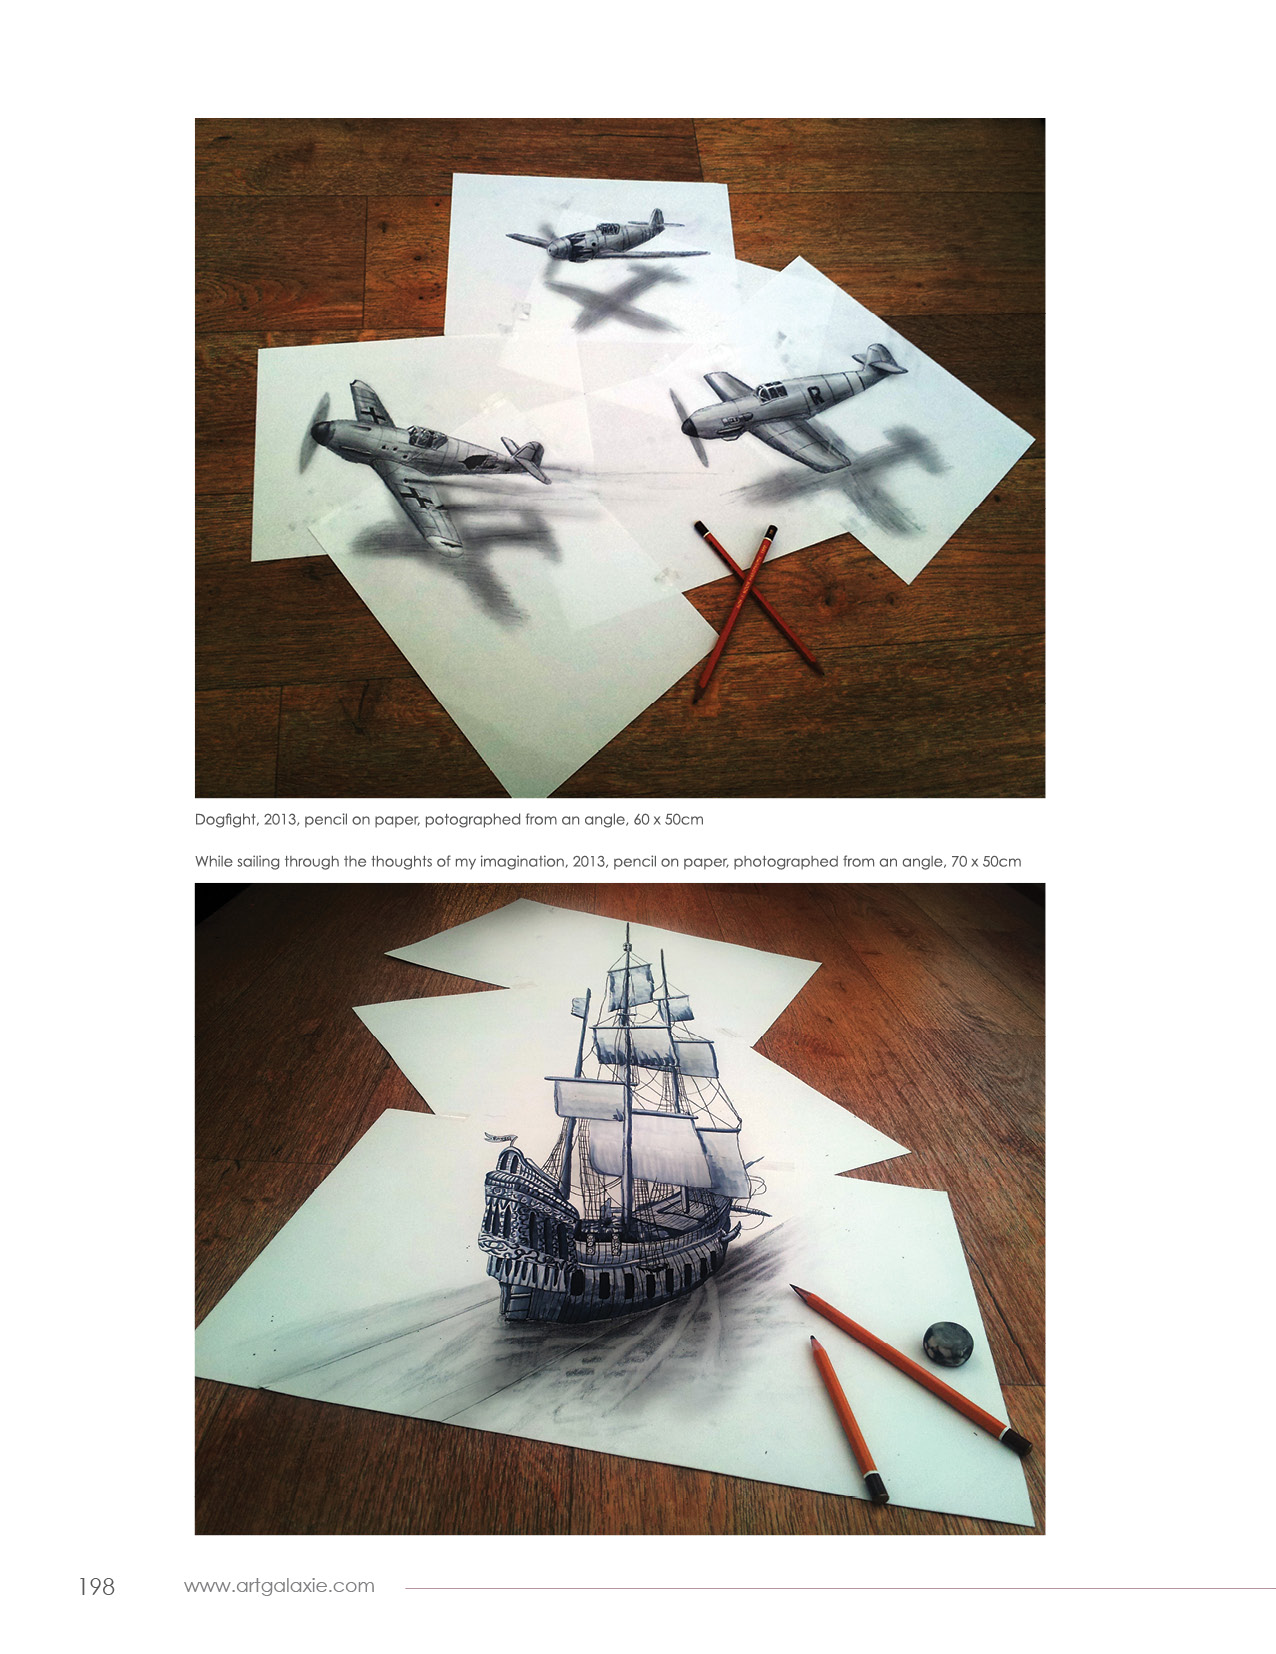 R
Dogfight, 2013, pencil on paper, potographed from an angle, 60 x 50cm
While sailing through the thoughts of my imagination, 2013, pencil on paper, photographed from an angle, 70 x 50cm
198
www.artgalaxie.com